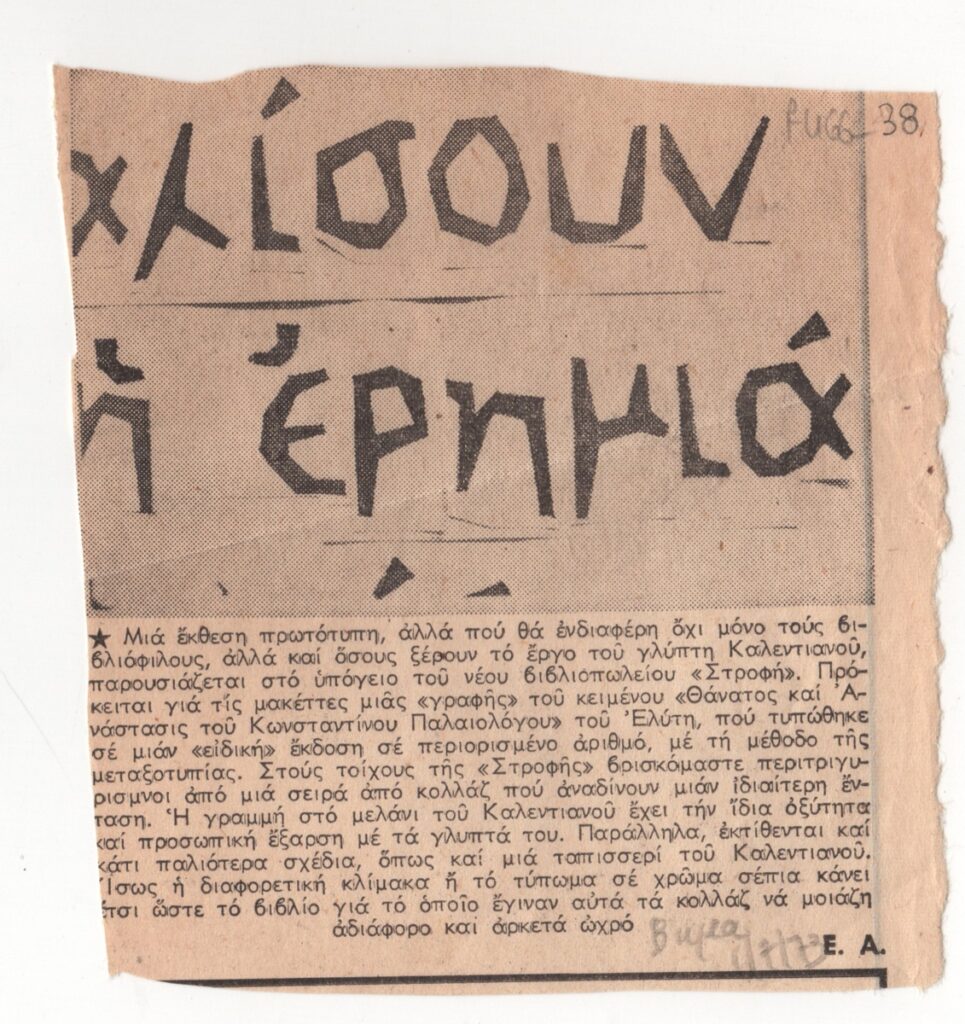 38
λίσουν
ἡ ἐρημιά
★ Μιά ἔκθεση πρωτότυπη, ἀλλά πού θά ἐνδιαφέρη ὄχι μόνο τούς βι-
βλιόφιλους, ἀλλά καί ὅσους ξέρουν τό ἔργο τοῦ γλύπτη Καλεντιανοῦ,
παρουσιάζεται στό ὑπόγειο τοῦ νέου βιβλιοπωλείου «Στροφή». Πρό-
κειται γιά τίς μακέττες μιᾶς «γραφῆς» τοῦ κειμένου «Θάνατος καί Ἀ-
νάστασις τοῦ Κωνσταντίνου Παλαιολόγου» τοῦ Ἐλύτη, πού τυπώθηκε
σέ μιάν «εἰδική» ἔκδοση σέ περιορισμένο ἀριθμό, μέ τή μέθοδο τῆς
μεταξοτυπίας. Στούς τοίχους τῆς «Στροφῆς» βρισκόμαστε περιτριγυ-
ρισμνοι ἀπό μιά σειρά ἀπό κολλάζ πού ἀναδίνουν μιάν ἰδιαίτερη ἔν-
ταση. Ἡ γραμμή στό μελάνι τοῦ Καλεντιανοῦ ἔχει τήν ἴδια ὀξύτητα
καί προσωπική ἔξαρση μέ τά γλυπτά του. Παράλληλα, ἐκτίθενται καί
κάτι παλιότερα σχέδια, ὅπως καί μιά ταπισσερί τοῦ Καλεντιανοῦ.
Ἴσως ἡ διαφορετική κλίμακα ἤ τό τύπωμα σέ χρῶμα σέπια κάνει
ἔτσι ὥστε τό βιβλίο γιά τό ὁποῖο ἔγιναν αὐτά τά κολλάζ νά μοιάζη
ἀδιάφορο και ἀρκετά ὠχρό
Ε. Α.